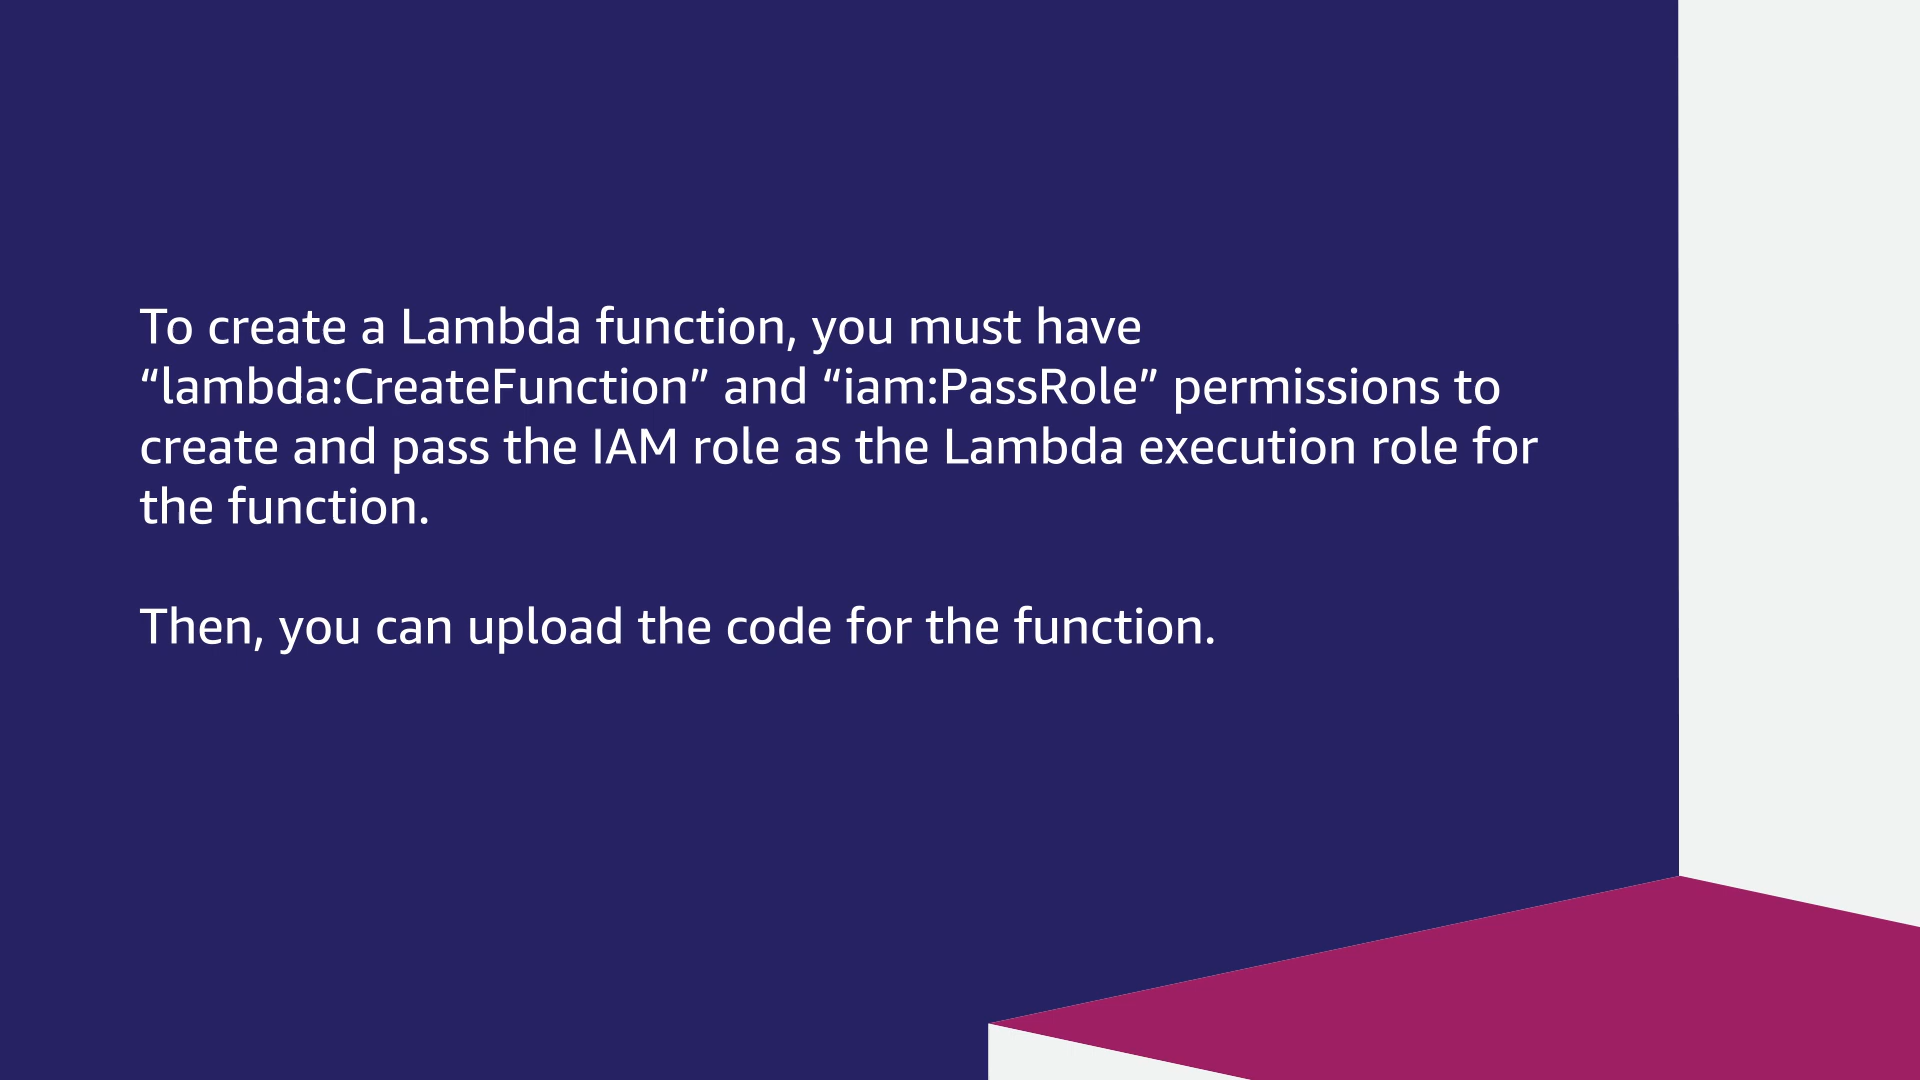 To create a Lambda function, you must have
“lambda:CreateFunction” and “iam:PassRole” permissions to
create and pass the IAM role as the Lambda execution role for
the function.
Then, you can upload the code for the function.